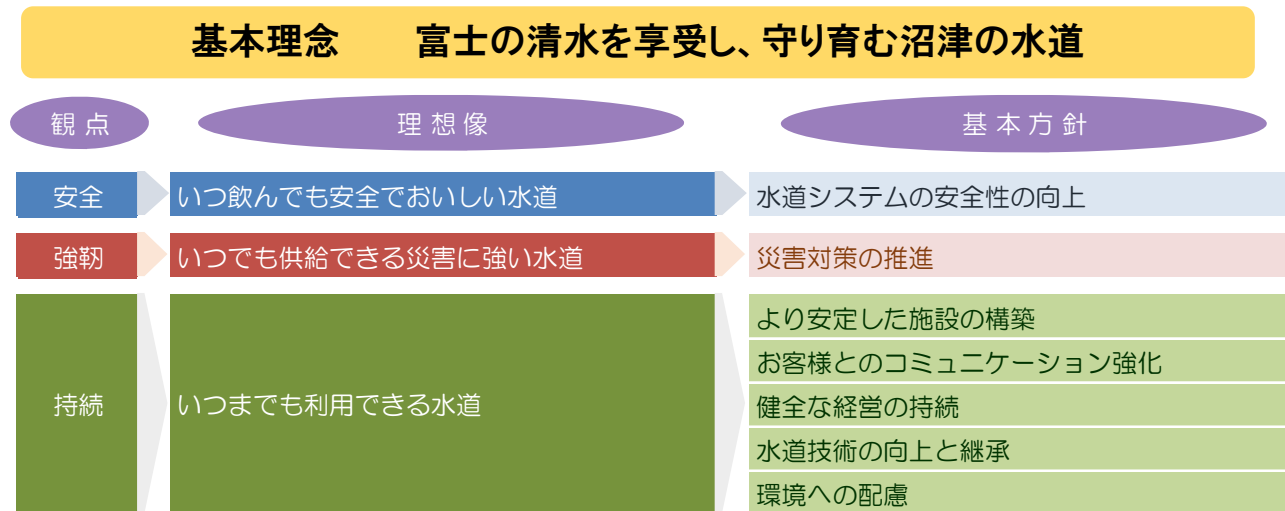 基本理念　　富士の清水を享受し、守り育む沼津の水道
観点
理想像
基本方針
安全
いつ飲んでも安全でおいしい水道
水道システムの安全性の向上
強靭
いつでも供給できる災害に強い水道
災害対策の推進
持続
いつまでも利用できる水道
より安定した施設の構築
お客様とのコミュニケーション強化
健全な経営の持続
水道技術の向上と継承
環境への配慮